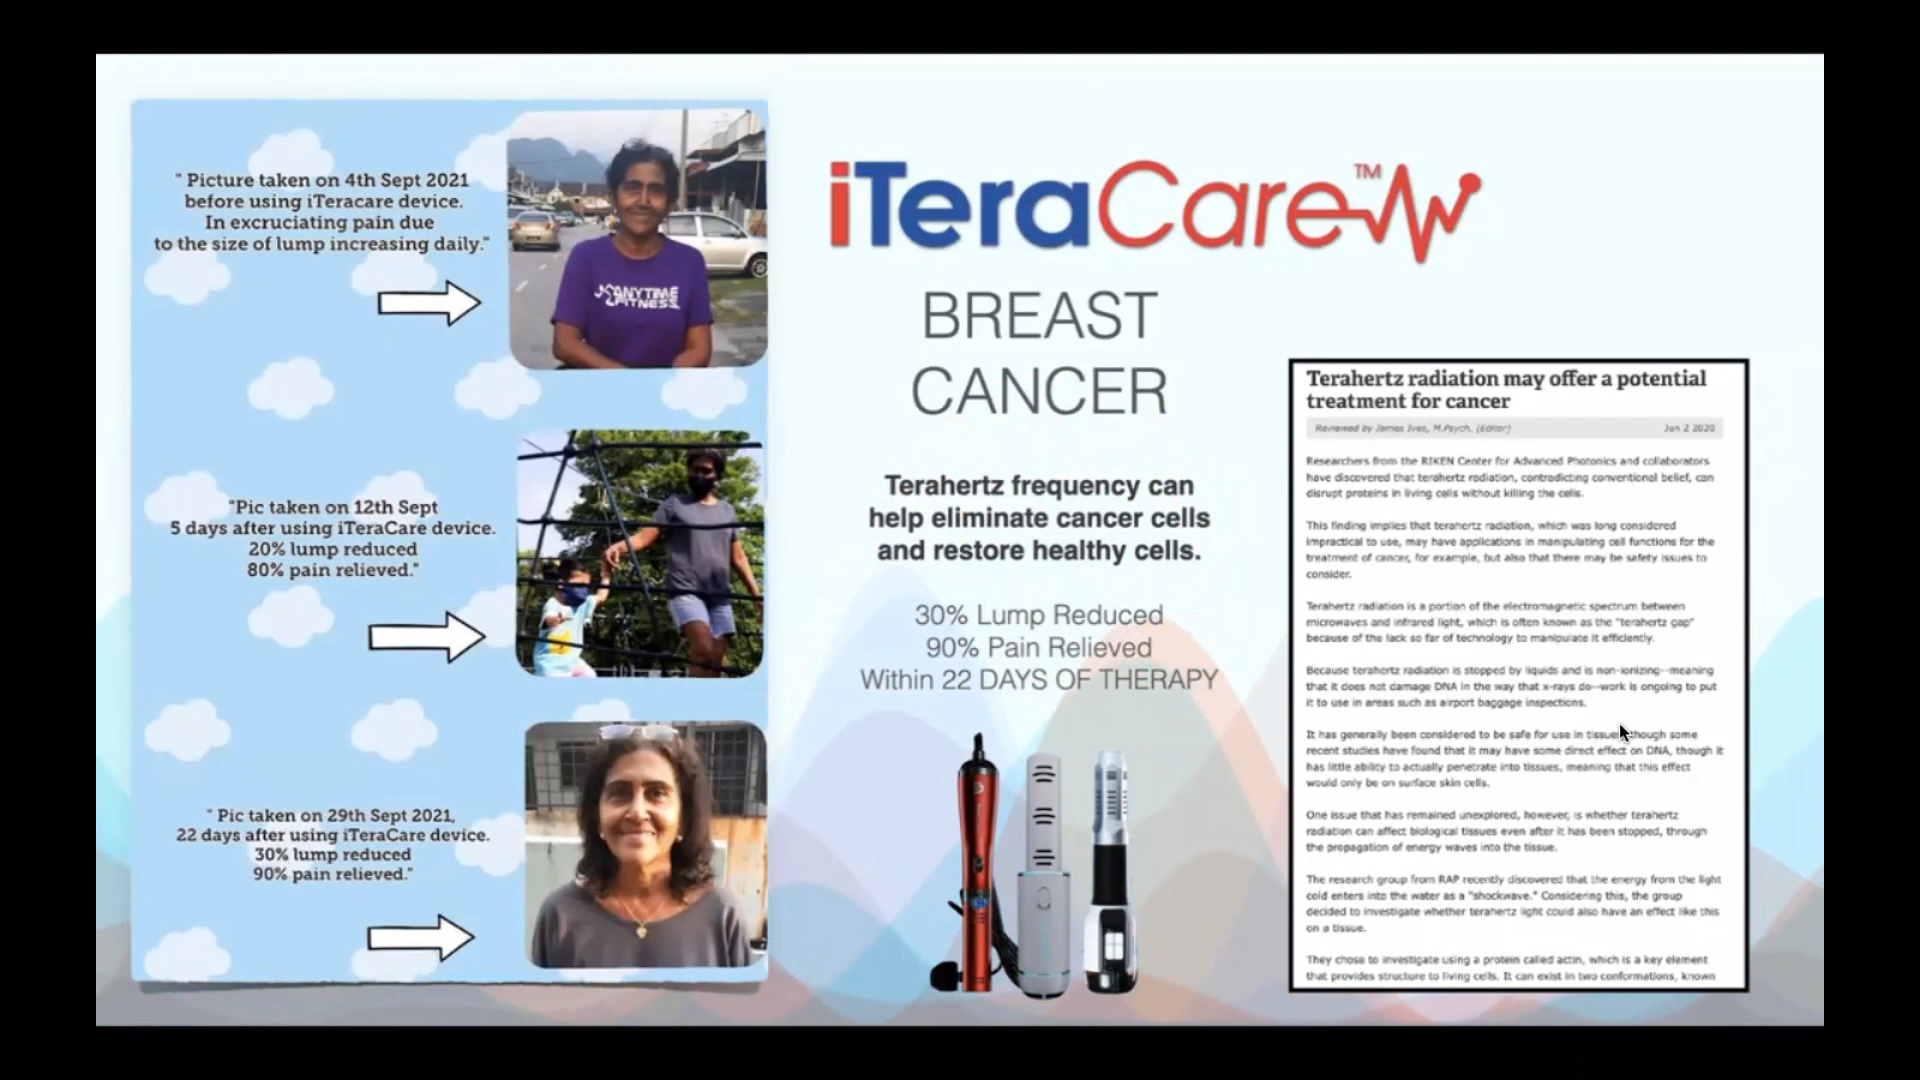 " Picture taken on 4th Sept 2021
before using iTeracare device.
In excruciating pain due
to the size of lump increasing daily."
ANYTIME
FITNESS
"Pic taken on 12th Sept
5 days after using iTeraCare device.
20% lump reduced
80% pain relieved."
" Pic taken on 29th Sept 2021,
22 days after using iTeraCare device.
30% lump reduced
90% pain relieved."
iTeraCare™
BREAST
CANCER
Terahertz frequency can
help eliminate cancer cells
and restore healthy cells.
30% Lump Reduced
90% Pain Relieved
Within 22 DAYS OF THERAPY
Terahertz radiation may offer a potential
treatment for cancer
Reviewed by James Ives, M.Psych. (Editor) Jun 2 2020
Researchers from the RIKEN Center for Advanced Photonics and collaborators
have discovered that terahertz radiation, contradicting conventional belief, can
disrupt proteins in living cells without killing the cells.
This finding implies that terahertz radiation, which was long considered
impractical to use, may have applications in manipulating cell functions for the
treatment of cancer, for example, but also that there may be safety issues to
consider.
Terahertz radiation is a portion of the electromagnetic spectrum between
microwaves and infrared light, which is often known as the "terahertz gap"
because of the lack so far of technology to manipulate it efficiently.
Because terahertz radiation is stopped by liquids and is non-ionizing--meaning
that it does not damage DNA in the way that x-rays do--work is ongoing to put
it to use in areas such as airport baggage inspections.
It has generally been considered to be safe for use in tissues, though some
recent studies have found that it may have some direct effect on DNA, though it
has little ability to actually penetrate into tissues, meaning that this effect
would only be on surface skin cells.
One issue that has remained unexplored, however, is whether terahertz
radiation can affect biological tissues even after it has been stopped, through
the propagation of energy waves into the tissue.
The research group from RAP recently discovered that the energy from the light
cold enters into the water as a "shockwave." Considering this, the group
decided to investigate whether terahertz light could also have an effect like this
on a tissue.
They chose to investigate using a protein called actin, which is a key element
that provides structure to living cells. It can exist in two conformations, known